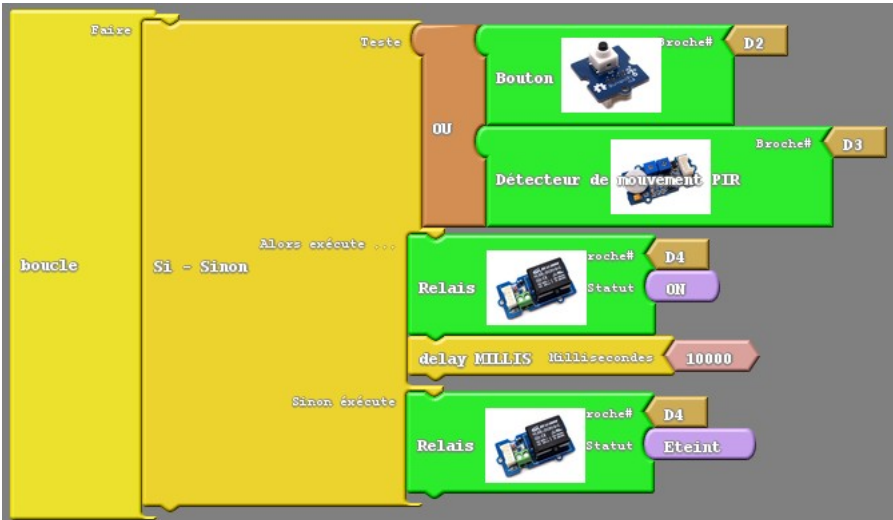 Faire
Teste
Broche#
D2
Bouton
OU
Broche#
D3
Détecteur de mouvement PIR
boucle
Si - Sinon
Alors exécute ...
roche#
D4
Relais
Statut
ON
delay MILLIS Millisecondes 10000
Sinon éxécute
roche#
D4
Relais
Statut
Eteint